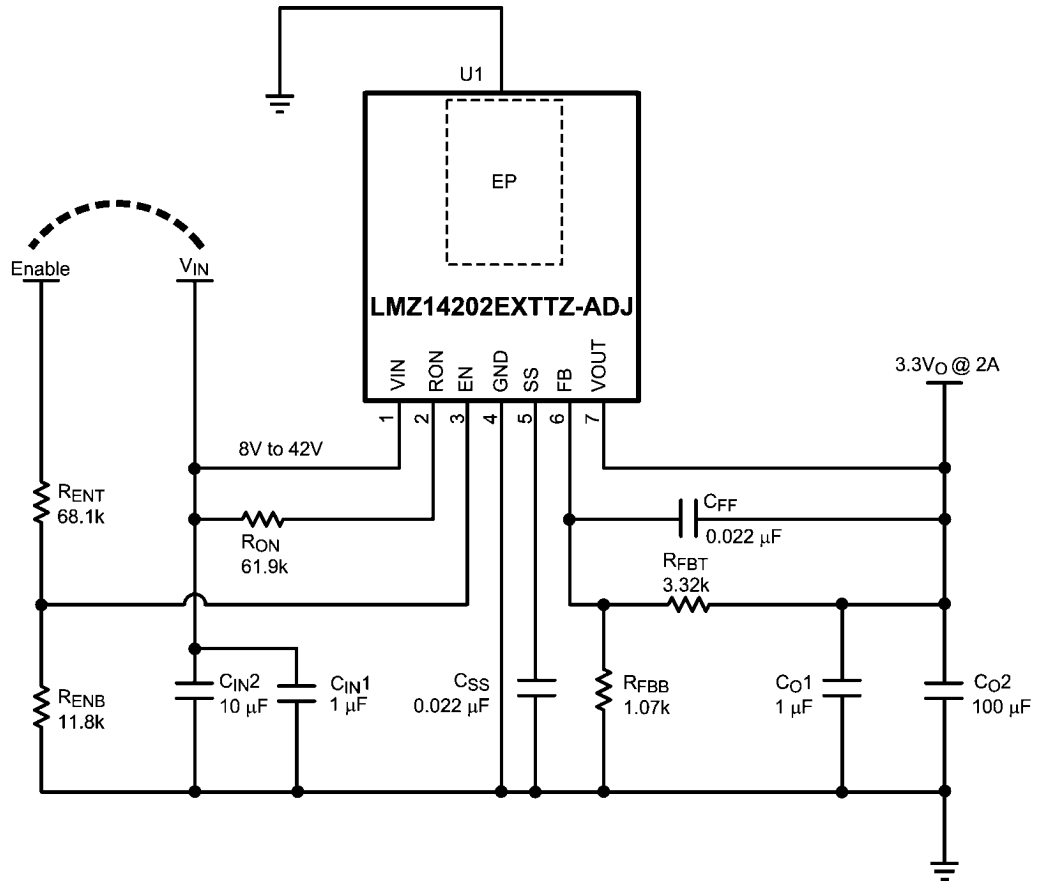 U1
EP
Enable
VIN
LMZ14202EXTTZ-ADJ
VIN
RON
EN
GND
SS
FB
VOUT
1
2
3
4
5
6
7
3.3VO @ 2A
8V to 42V
RENT
68.1k
RON
61.9k
CFF
0.022 µF
RFBT
3.32k
RENB
11.8k
CIN2
10 µF
CIN1
1 µF
CSS
0.022 µF
RFBB
1.07k
CO1
1 µF
CO2
100 µF